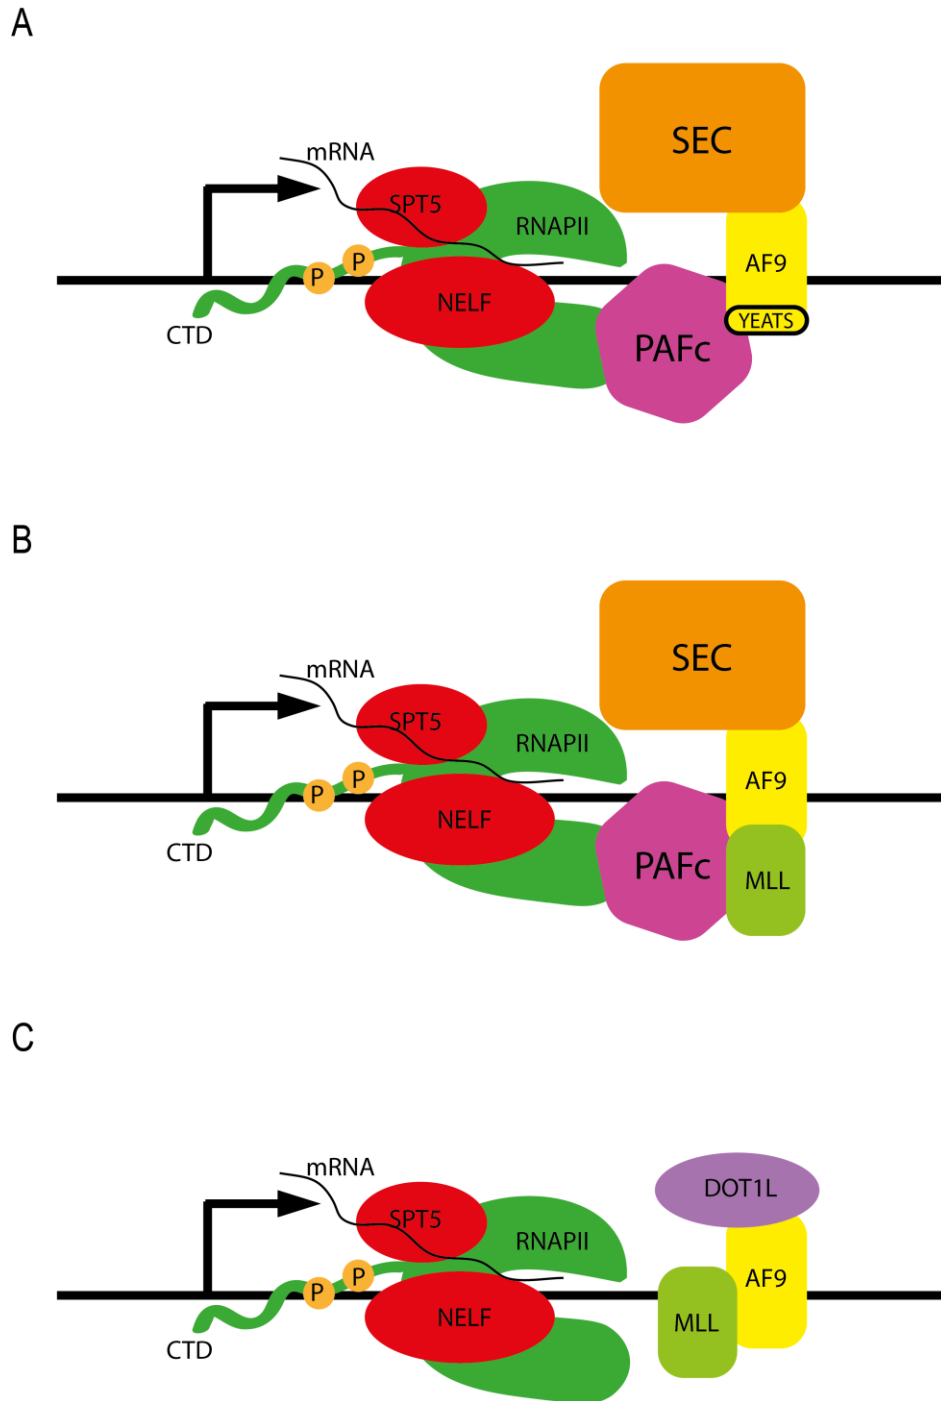 A
SEC
mRNA
SPT5
RNAPII
AF9
P
P
NELF
YEATS
CTD
PAFc
B
SEC
mRNA
SPT5
RNAPII
AF9
P
P
NELF
CTD
PAFc
MLL
C
mRNA
DOT1L
SPT5
RNAPII
AF9
P
P
NELF
MLL
CTD